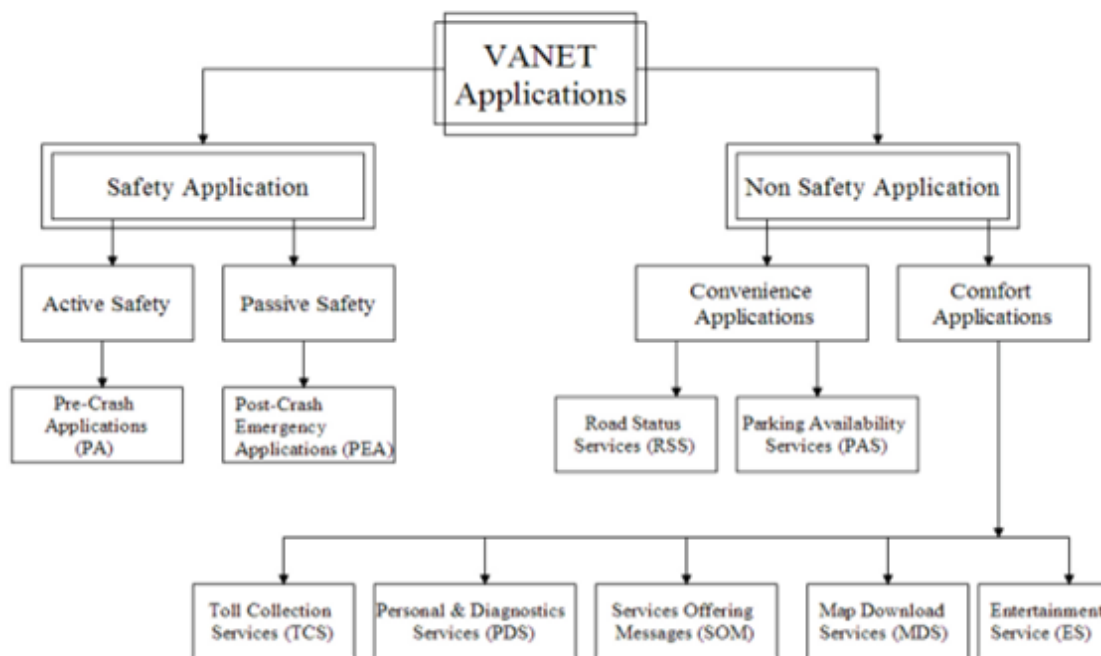 VANET
Applications
Safety Application
Non Safety Application
Active Safety
Passive Safety
Convenience
Applications
Comfort
Applications
Pre-Crash
Applications
(PA)
Post-Crash
Emergency
Applications (PEA)
Road Status
Services (RSS)
Parking Availability
Services (PAS)
Toll Collection
Services (TCS)
Personal & Diagnostics
Services (PDS)
Services Offering
Messages (SOM)
Map Download
Services (MDS)
Entertainment
Service (ES)